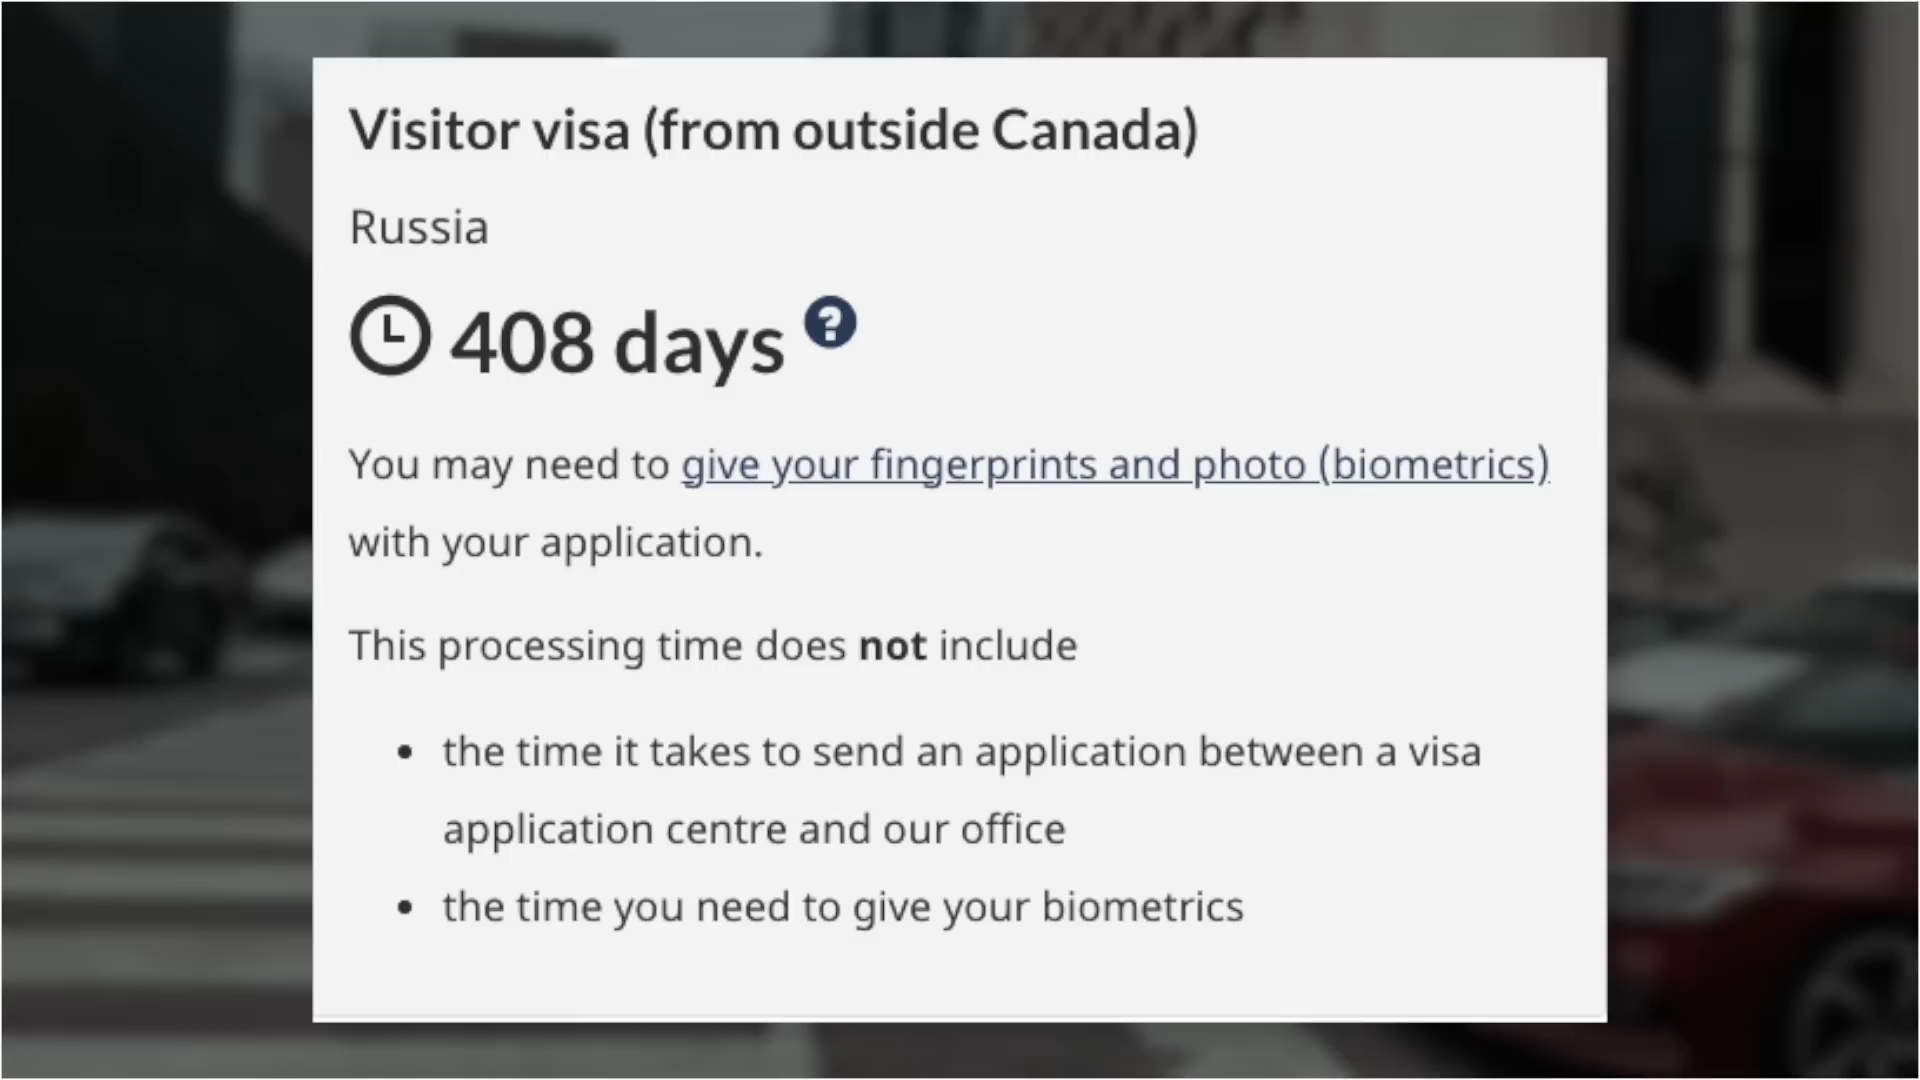 Visitor visa (from outside Canada)
Russia
408 days ?
You may need to give your fingerprints and photo (biometrics)
with your application.
This processing time does not include
• the time it takes to send an application between a visa
application centre and our office
• the time you need to give your biometrics